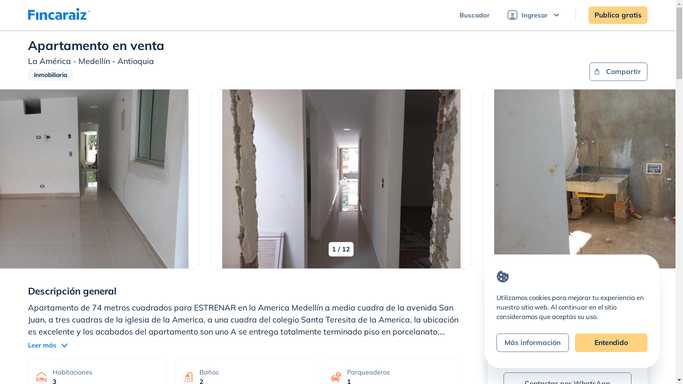 Fincaraiz
Buscador
Ingresar
Publica gratis
Apartamento en venta
La América - Medellín - Antioquia
Inmobiliaria
Compartir
1 / 12
Descripción general
Apartamento de 74 metros cuadrados para ESTRENAR en la America Medellín a media cuadra de la avenida San
Juan, a tres cuadras de la iglesia de la America, a una cuadra del colegio Santa Teresita de la America, la ubicación
es excelente y los acabados del apartamento son uno A se entrega totalmente terminado piso en porcelanato,...
Leer más
Habitaciones
3
Baños
2
Parqueaderos
1
Utilizamos cookies para mejorar tu experiencia en
nuestro sitio web. Al continuar en el sitio
consideramos que aceptas su uso.
Más información
Entendido
Contactar por WhatsApp